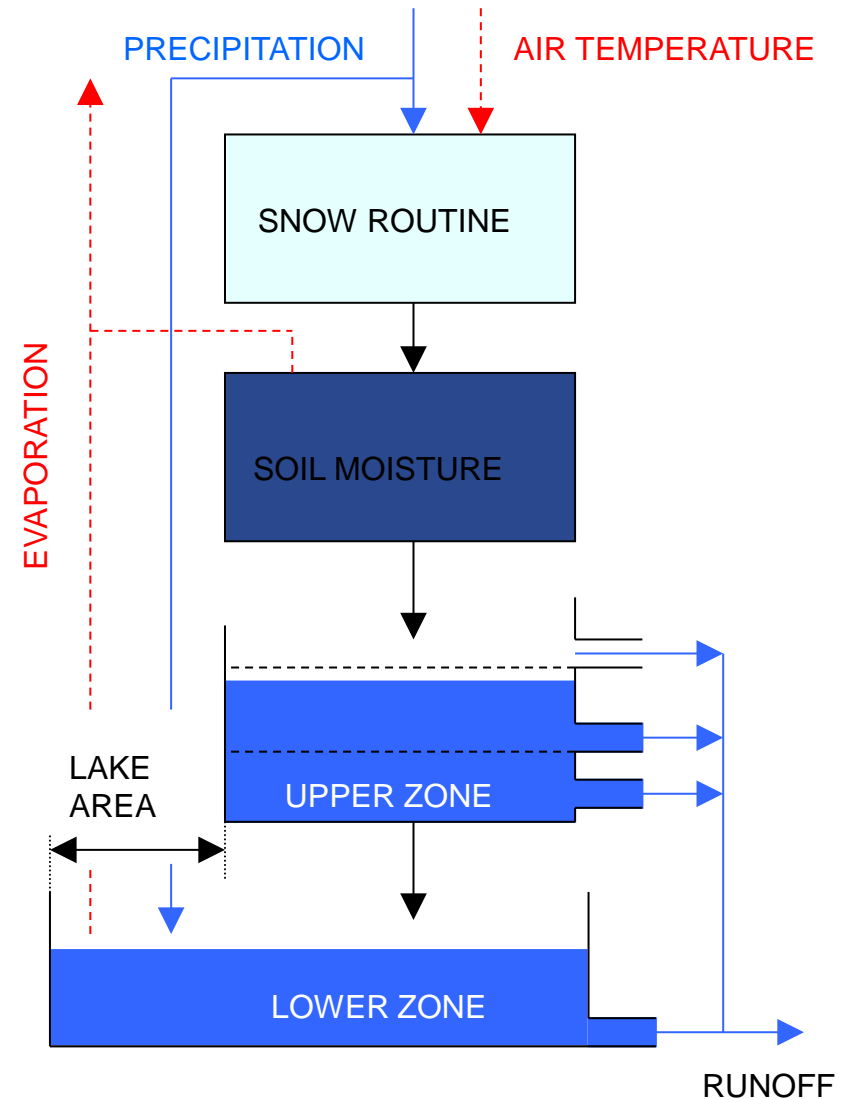 PRECIPITATION
AIR TEMPERATURE
SNOW ROUTINE
EVAPORATION
SOIL MOISTURE
LAKE
AREA
UPPER ZONE
LOWER ZONE
RUNOFF